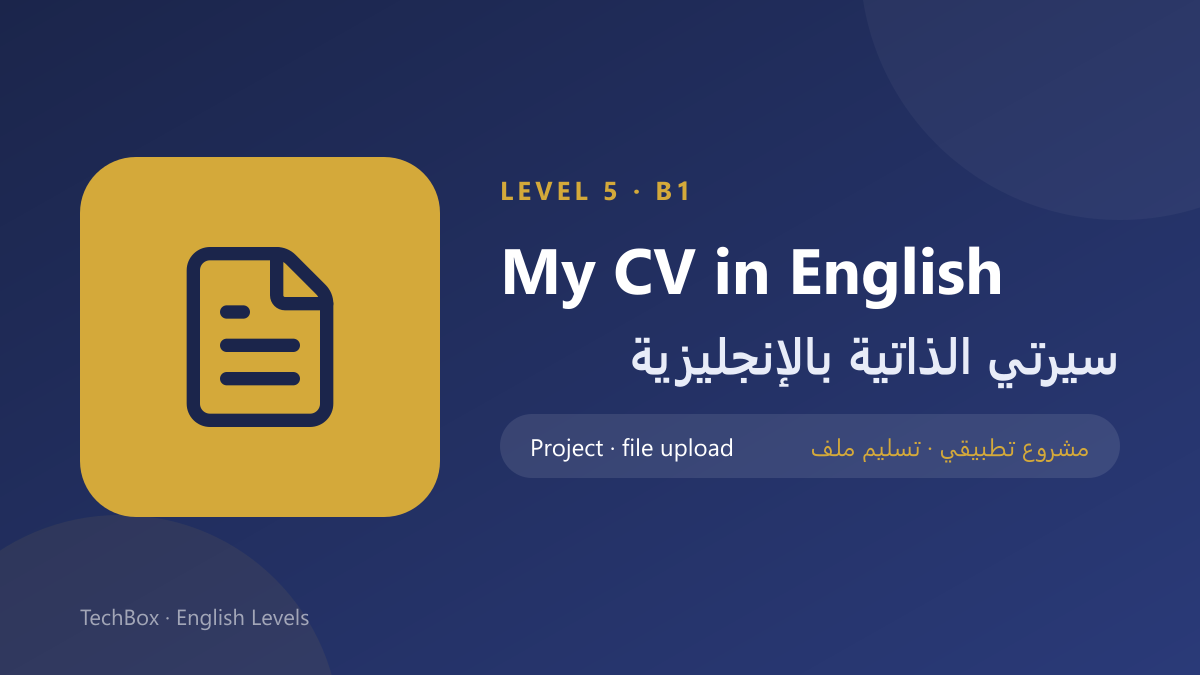 LEVEL 5 · B1
My CV in English
سيرتي الذاتية بالإنجليزية
Project · file upload
مشروع تطبيقي · تسليم ملف
TechBox · English Levels